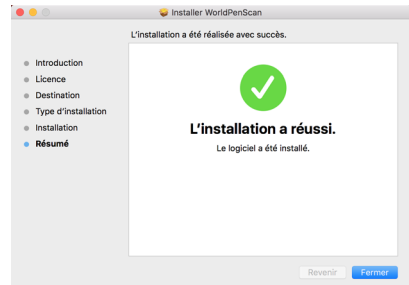 Installer WorldPenScan
L'installation a été réalisée avec succès.
Introduction
Licence
Destination
Type d'installation
Installation
Résumé
L'installation a réussi.
Le logiciel a été installé.
Revenir
Fermer